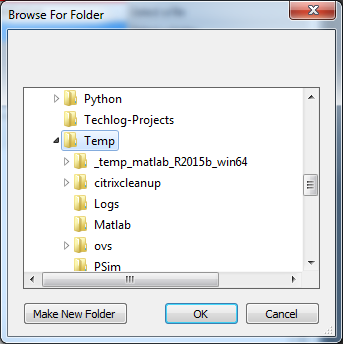 Browse For Folder
Python
Techlog-Projects
Temp
_temp_matlab_R2015b_win64
citrixcleanup
Logs
Matlab
ovs
PSim
Make New Folder
OK
Cancel